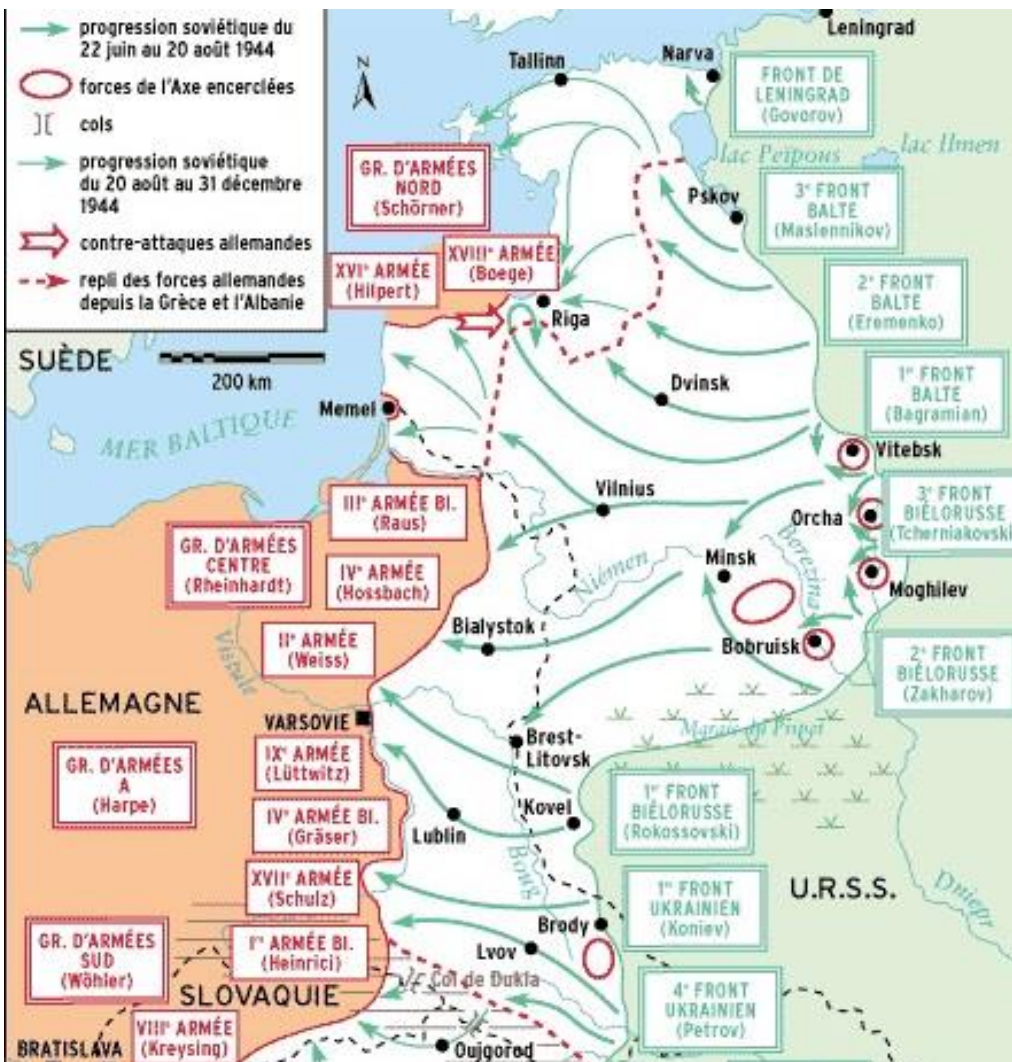 progression soviétique du
22 juin au 20 août 1944
forces de l'Axe encerclées
cols
progression soviétique
du 20 août au 31 décembre
1944
contre-attaques allemandes
repli des forces allemandes
depuis la Grèce et l'Albanie
N
Leningrad
Tallinn
Narva
FRONT DE
LENINGRAD
(Govorov)
lac Peïpous
lac Ilmen
GR. D'ARMÉES
NORD
(Schörner)
Pskov
3e FRONT
BALTE
(Maslennikov)
XVIe ARMÉE
(Hilpert)
XVIIIe ARMÉE
(Boege)
2e FRONT
BALTE
(Eremenko)
Riga
SUÈDE
200 km
Dvinsk
1er FRONT
BALTE
(Bagramian)
Memel
MER BALTIQUE
Vitebsk
IIIe ARMÉE Bl.
(Raus)
Vilnius
3e FRONT
BIÉLORUSSE
(Tcherniakovski)
Orcha
GR. D'ARMÉES
CENTRE
(Rheinhardt)
IVe ARMÉE
(Hossbach)
Niémen
Minsk
Berezina
Moghilev
Bialystok
IIe ARMÉE
(Weiss)
Bobruisk
2e FRONT
BIÉLORUSSE
(Zakharov)
Vistule
ALLEMAGNE
VARSOVIE
Brest-
Litovsk
Marais du Pripet
IXe ARMÉE
(Lüttwitz)
GR. D'ARMÉES
A
(Harpe)
1er FRONT
BIÉLORUSSE
(Rokossovski)
Kovel
IVe ARMÉE Bl.
(Gräser)
Lublin
Boug
XVIIe ARMÉE
(Schulz)
U.R.S.S.
Dniepr
1er FRONT
UKRAINIEN
(Koniev)
Brody
GR. D'ARMÉES
SUD
(Wöhler)
Ire ARMÉE Bl.
(Heinrici)
Lvov
Col de Dukla
SLOVAQUIE
4e FRONT
UKRAINIEN
(Petrov)
VIIIe ARMÉE
(Kreysing)
BRATISLAVA
Oujgorod